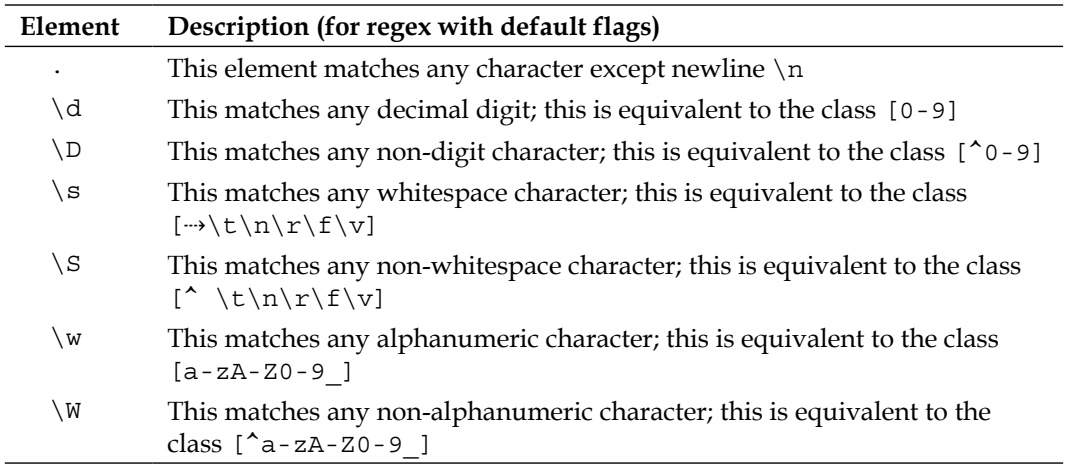 Element Description (for regex with default flags)
. This element matches any character except newline \n
\d This matches any decimal digit; this is equivalent to the class [0-9]
\D This matches any non-digit character; this is equivalent to the class [^0-9]
\s This matches any whitespace character; this is equivalent to the class
[⇢\t\n\r\f\v]
\S This matches any non-whitespace character; this is equivalent to the class
[^ \t\n\r\f\v]
\w This matches any alphanumeric character; this is equivalent to the class
[a-zA-Z0-9_]
\W This matches any non-alphanumeric character; this is equivalent to the
class [^a-zA-Z0-9_]